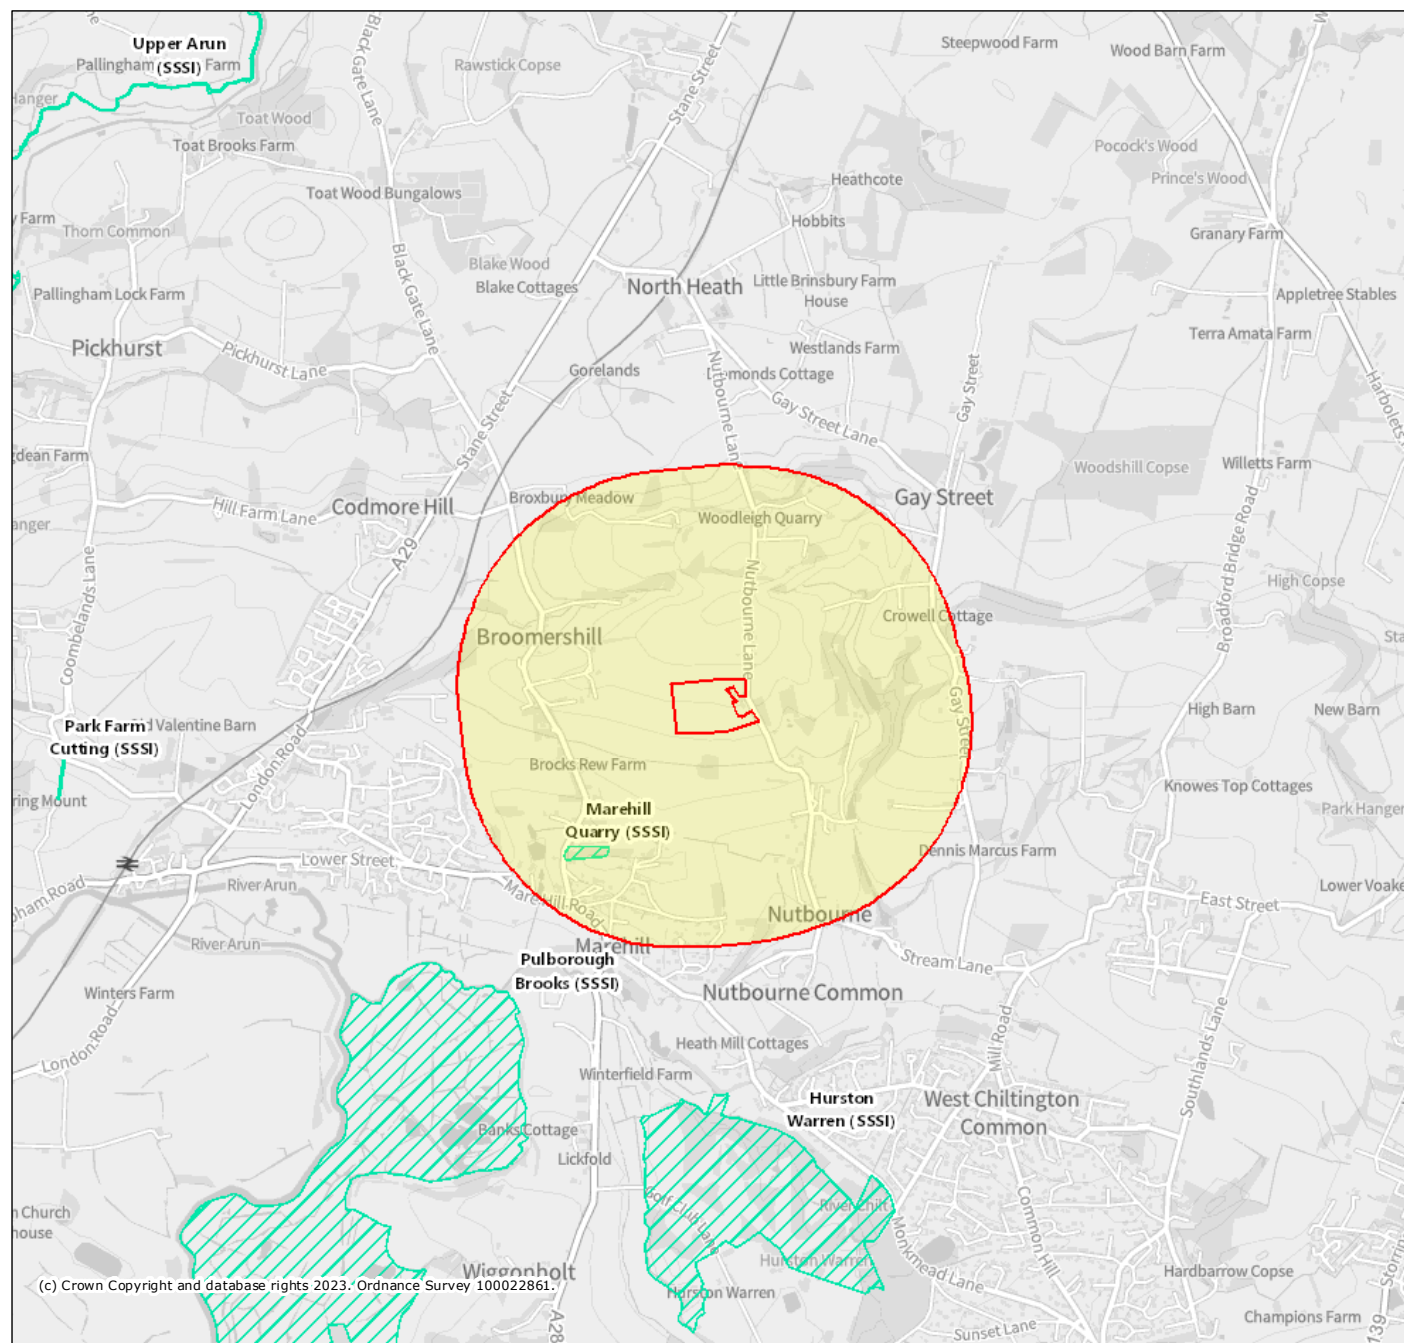 Upper Arun
(SSSI)
Pallingham
Farm
Black Gate Lane
Rawstick Copse
Stane Street
Steepwood Farm
Wood Barn Farm
Hanger
Toat Wood
Toat Brooks Farm
Toat Wood Bungalows
Heathcote
Pocock's Wood
Prince's Wood
Farm
Thorn Common
Hobbits
Granary Farm
Blake Wood
Blake Cottages
Black Gate Lane
North Heath
Little Brinsbury Farm
House
Pallingham Lock Farm
Appletree Stables
Pickhurst
Pickhurst Lane
Gorelands
Nutbourne Lane
Westlands Farm
Terra Amata Farm
Cottage
Gay Street
Gay Street Lane
Stane Street
Woodshill Copse
Willetts Farm
Hill Farm Lane
Codmore Hill
Broxbury Meadow
Woodleigh Quarry
Gay Street
A29
Coombelands Lane
Nutbourne Lane
Broadford Bridge Road
High Copse
Broomershill
Crowell Cottage
Gay Street
Park Farm
Cutting (SSSI)
Valentine Barn
High Barn
New Barn
London Road
Brocks Rew Farm
Knowes Top Cottages
Park Hanger
Marehill
Quarry (SSSI)
Dennis Marcus Farm
Lower Street
River Arun
Mare Hill Road
Nutbourne
East Street
Marehill
River Arun
Pulborough
Brooks (SSSI)
Stream Lane
Winters Farm
London Road
Nutbourne Common
Heath Mill Cottages
Mill Road
Southlands Lane
Winterfield Farm
Hurston
Warren (SSSI)
West Chiltington
Common
Banks Cottage
Lickfold
Golf Club Lane
River Chilt
Common Hill
Church
house
Monkmead Lane
Hurston Warren
Wiggonholt
Hardbarrow Copse
(c) Crown Copyright and database rights 2023. Ordnance Survey 100022861.
Hurston Warren
Champions Farm
Sunset Lane